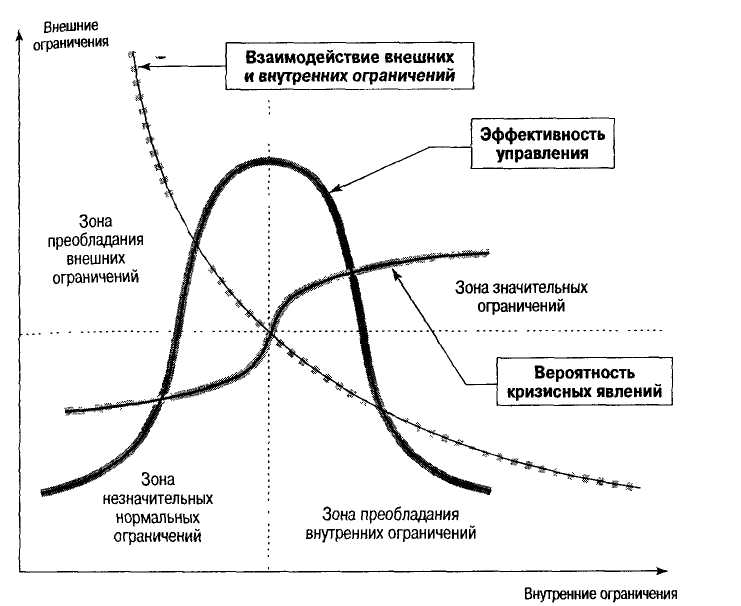 Внешние
ограничения
Взаимодействие внешних
и внутренних ограничений
Эффективность
управления
Зона
преобладания
внешних
ограничений
Зона значительных
ограничений
Вероятность
кризисных явлений
Зона
незначительных
нормальных
ограничений
Зона преобладания
внутренних ограничений
Внутренние ограничения